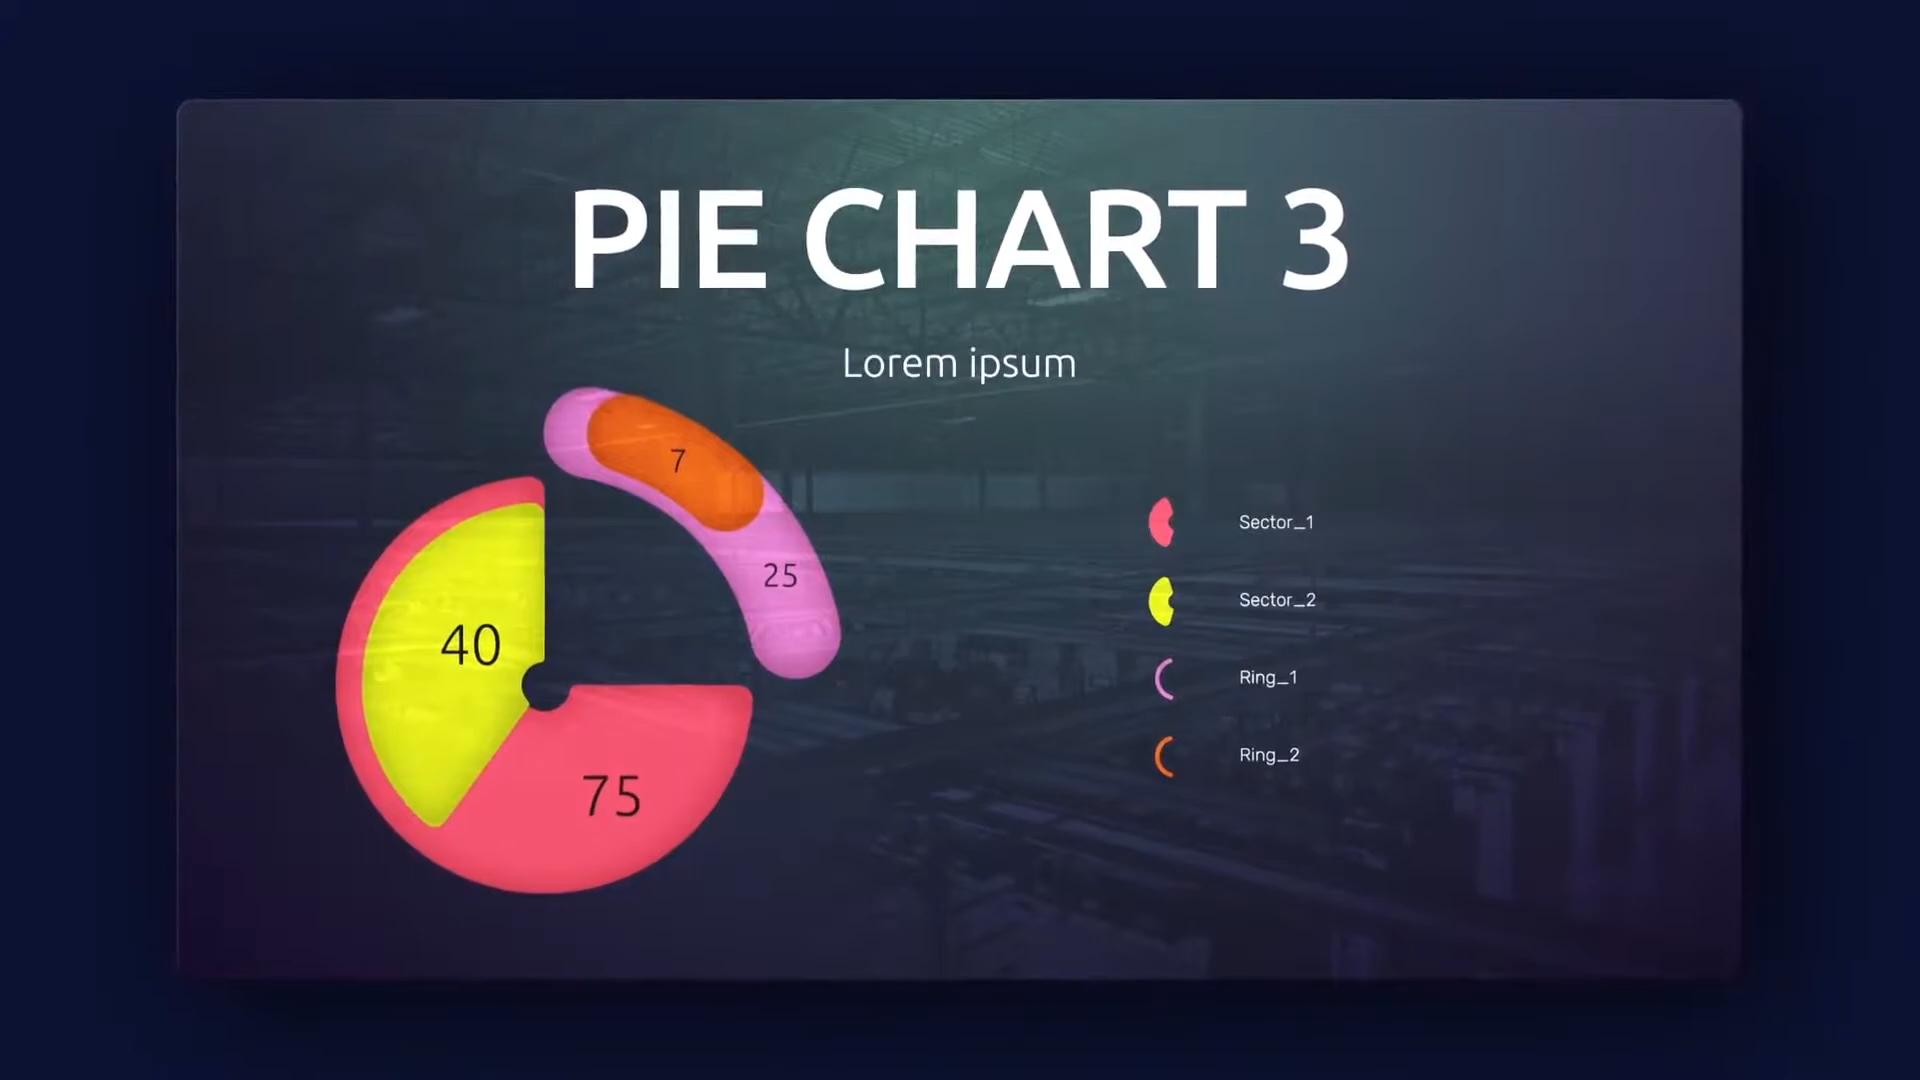 PIE CHART 3
Lorem ipsum
7
25
40
75
Sector_1
Sector_2
Ring_1
Ring_2